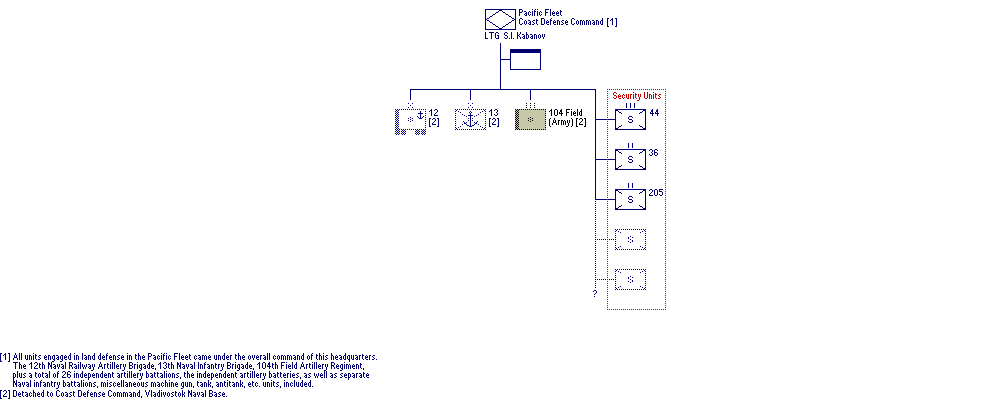 Pacific Fleet
Coast Defense Command [1]
LTG S.I. Kabanov
12
[2]
13
[2]
104 Field
(Army) [2]
Security Units
44
S
36
S
205
S
S
S
?
[1] All units engaged in land defense in the Pacific Fleet came under the overall command of this headquarters.
The 12th Naval Railway Artillery Brigade, 13th Naval Infantry Brigade, 104th Field Artillery Regiment,
plus a total of 26 independent artillery battalions, the independent artillery batteries, as well as separate
Naval infantry battalions, miscellaneous machine gun, tank, antitank, etc. units, included.
[2] Detached to Coast Defense Command, Vladivostok Naval Base.